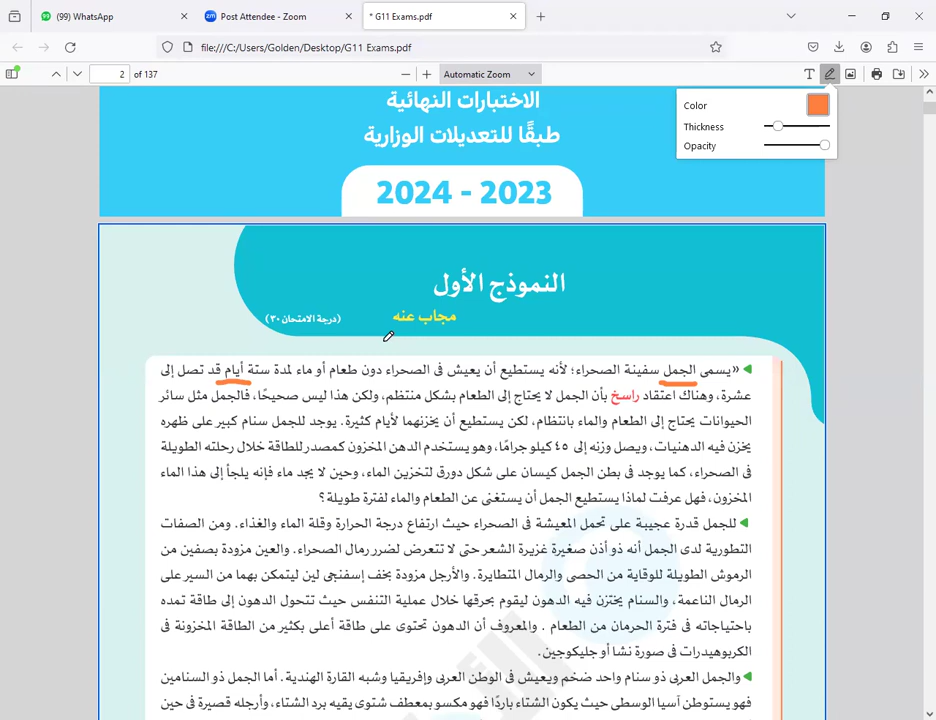 (99) WhatsApp
Post Attendee - Zoom
* G11 Exams.pdf
file:///C:/Users/Golden/Desktop/G11 Exams.pdf
2 of 137
Automatic Zoom
Color
Thickness
Opacity
الاختبارات النهائية
طبقًا للتعديلات الوزارية
2023 - 2024
النموذج الأول
مجاب عنه
(درجة الامتحان ٣٠)
«يسمى الجمل سفينة الصحراء؛ لأنه يستطيع أن يعيش فى الصحراء دون طعام أو ماء لمدة ستة أيام قد تصل إلى
عشرة، وهناك اعتقاد راسخ بأن الجمل لا يحتاج إلى الطعام بشكل منتظم، ولكن هذا ليس صحيحًا، فالجمل مثل سائر
الحيوانات يحتاج إلى الطعام والماء بانتظام، لكن يستطيع أن يخزنهما لأيام كثيرة. يوجد للجمل سنام كبير على ظهره
يخزن فيه الدهنيات، ويصل وزنه إلى ٤٥ كيلو جرامًا، وهو يستخدم الدهن المخزون كمصدر للطاقة خلال رحلته الطويلة
فى الصحراء، كما يوجد فى بطن الجمل كيسان على شكل دورق لتخزين الماء، وحين لا يجد ماء فإنه يلجأ إلى هذا الماء
المخزون، فهل عرفت لماذا يستطيع الجمل أن يستغنى عن الطعام والماء لفترة طويلة؟
للجمل قدرة عجيبة على تحمل المعيشة فى الصحراء حيث ارتفاع درجة الحرارة وقلة الماء والغذاء. ومن الصفات
التطورية لدى الجمل أنه ذو أذن صغيرة غزيرة الشعر حتى لا تتعرض لضرر رمال الصحراء. والعين مزودة بصفين من
الرموش الطويلة للوقاية من الحصى والرمال المتطايرة. والأرجل مزودة بخف إسفنجى لين ليتمكن بهما من السير على
الرمال الناعمة، والسنام يختزن فيه الدهون ليقوم بحرقها خلال عملية التنفس حيث تتحول الدهون إلى طاقة تمده
باحتياجاته فى فترة الحرمان من الطعام . والمعروف أن الدهون تحتوى على طاقة أعلى بكثير من الطاقة المخزونة فى
الكربوهيدرات فى صورة نشا أو جليكوجين.
والجمل العربى ذو سنام واحد ضخم ويعيش فى الوطن العربى وإفريقيا وشبه القارة الهندية. أما الجمل ذو السنامين
فهو يستوطن آسيا الوسطى حيث يكون الشتاء باردًا فهو مكسو بمعطف شتوى يقيه برد الشتاء، وأرجله قصيرة فى حين